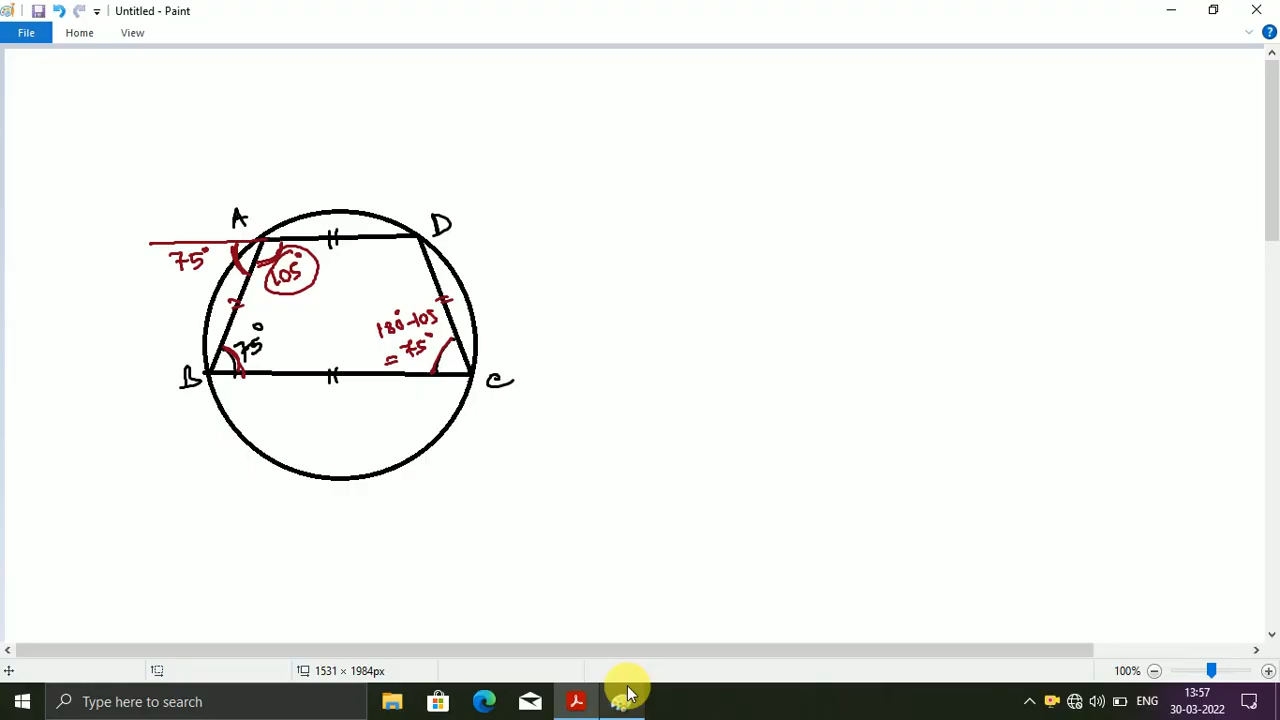 Untitled - Paint
File Home View
A
D
75°
105°
180°-105
= 75°
75°
B
C
1531 × 1984px
100%
Type here to search
ENG
13:57
30-03-2022